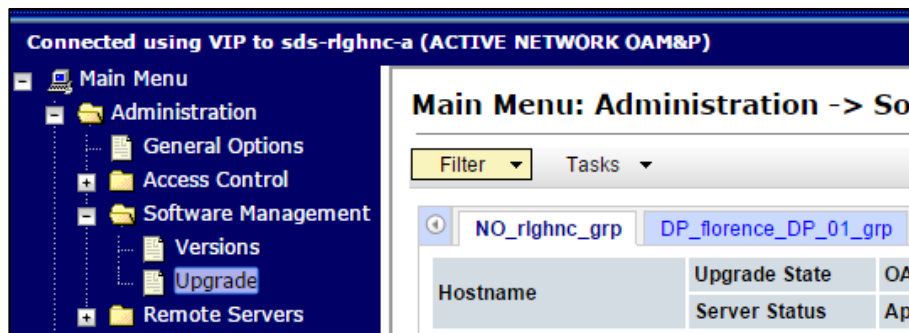 Connected using VIP to sds-rlghnc-a (ACTIVE NETWORK OAM&P)
Main Menu
Administration
General Options
Access Control
Software Management
Versions
Upgrade
Remote Servers
Main Menu: Administration -> So
Filter Tasks
NO_rlghnc_grp DP_florence_DP_01_grp
Hostname
Upgrade State OA
Server Status Ap